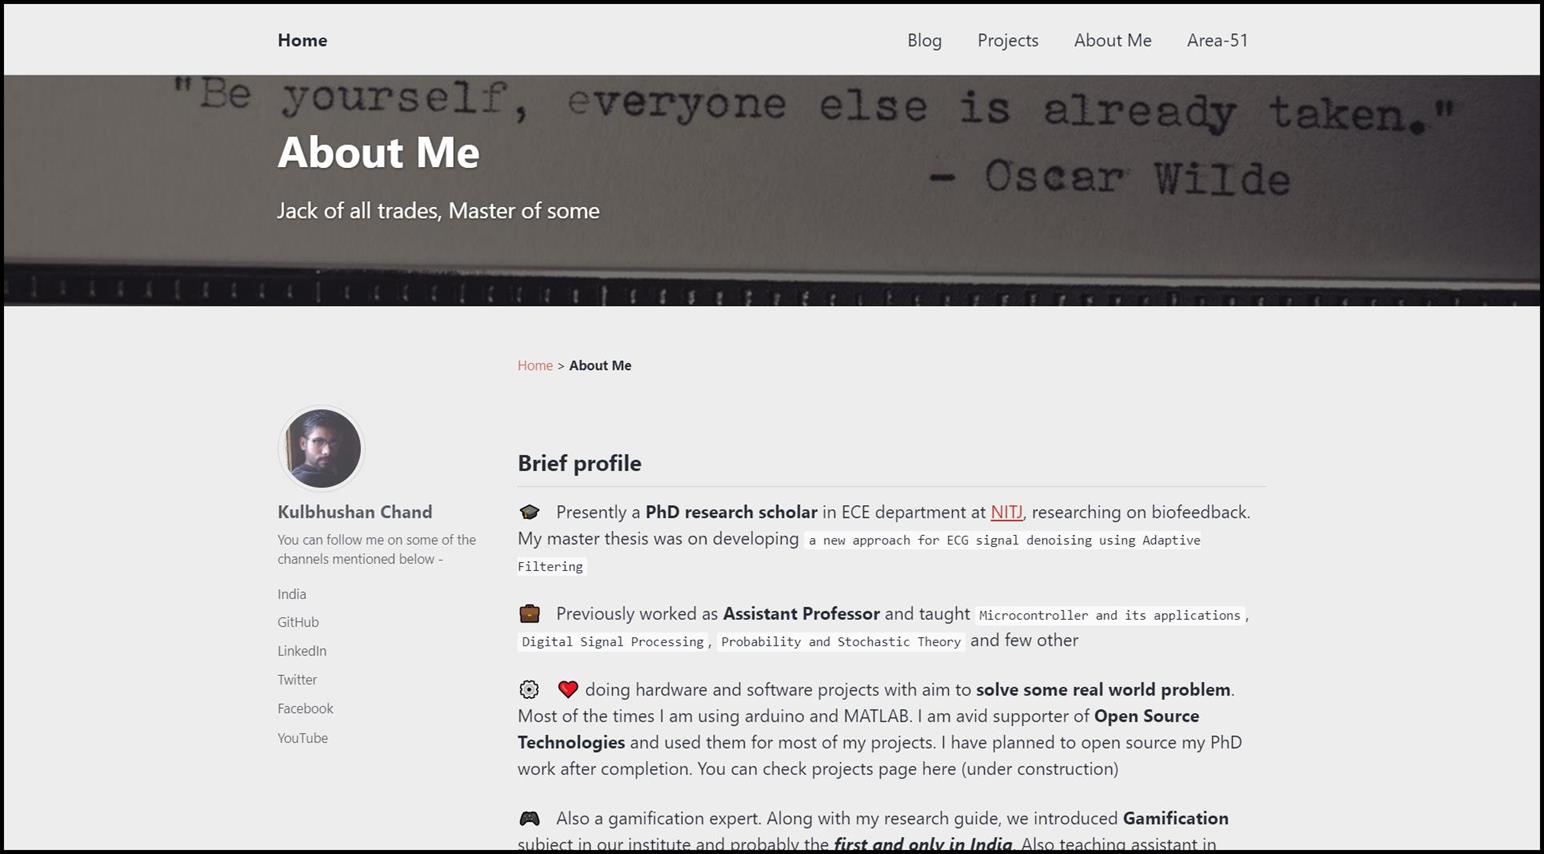 Home
Blog Projects About Me Area-51
"Be yourself, everyone else is already taken."
- Oscar Wilde
About Me
Jack of all trades, Master of some
Home > About Me
Kulbhushan Chand
You can follow me on some of the
channels mentioned below -
India
GitHub
LinkedIn
Twitter
Facebook
YouTube
Brief profile
Presently a PhD research scholar in ECE department at NITJ, researching on biofeedback.
My master thesis was on developing a new approach for ECG signal denoising using Adaptive
Filtering
Previously worked as Assistant Professor and taught Microcontroller and its applications ,
Digital Signal Processing , Probability and Stochastic Theory and few other
doing hardware and software projects with aim to solve some real world problem.
Most of the times I am using arduino and MATLAB. I am avid supporter of Open Source
Technologies and used them for most of my projects. I have planned to open source my PhD
work after completion. You can check projects page here (under construction)
Also a gamification expert. Along with my research guide, we introduced Gamification
subject in our institute and probably the first and only in India. Also teaching assistant in